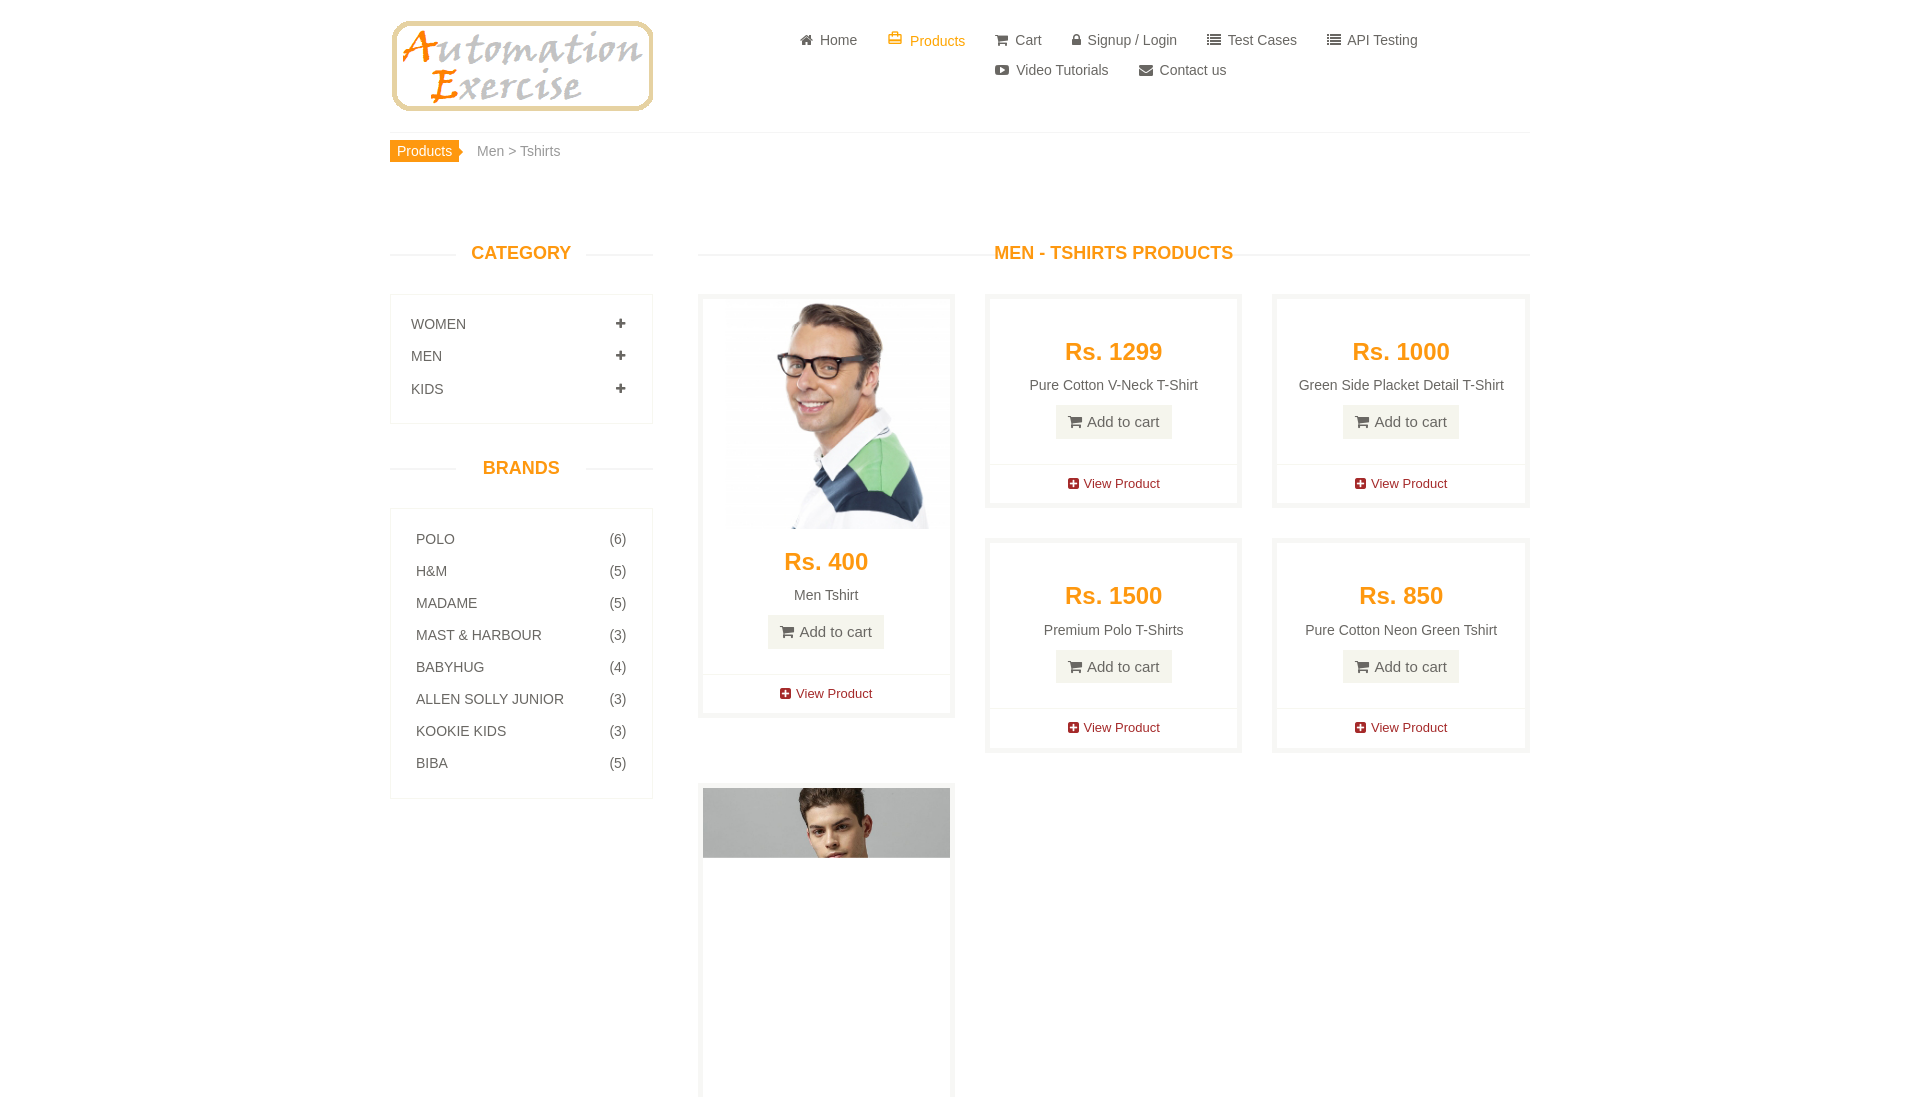 Automation
Exercise
Home
Products
Cart
Signup / Login
Test Cases
API Testing
Video Tutorials
Contact us
Products
Men > Tshirts
CATEGORY
WOMEN
MEN
KIDS
BRANDS
POLO (6)
H&M (5)
MADAME (5)
MAST & HARBOUR (3)
BABYHUG (4)
ALLEN SOLLY JUNIOR (3)
KOOKIE KIDS (3)
BIBA (5)
MEN - TSHIRTS PRODUCTS
Rs. 400
Men Tshirt
Add to cart
View Product
Rs. 1299
Pure Cotton V-Neck T-Shirt
Add to cart
View Product
Rs. 1000
Green Side Placket Detail T-Shirt
Add to cart
View Product
Rs. 1500
Premium Polo T-Shirts
Add to cart
View Product
Rs. 850
Pure Cotton Neon Green Tshirt
Add to cart
View Product